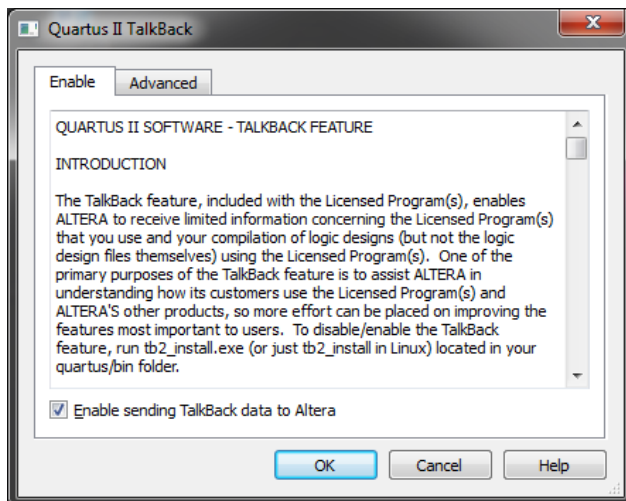 Quartus II TalkBack
Enable Advanced
QUARTUS II SOFTWARE - TALKBACK FEATURE
INTRODUCTION
The TalkBack feature, included with the Licensed Program(s), enables
ALTERA to receive limited information concerning the Licensed Program(s)
that you use and your compilation of logic designs (but not the logic
design files themselves) using the Licensed Program(s). One of the
primary purposes of the TalkBack feature is to assist ALTERA in
understanding how its customers use the Licensed Program(s) and
ALTERA'S other products, so more effort can be placed on improving the
features most important to users. To disable/enable the TalkBack
feature, run tb2_install.exe (or just tb2_install in Linux) located in your
quartus/bin folder.
Enable sending TalkBack data to Altera
OK Cancel Help